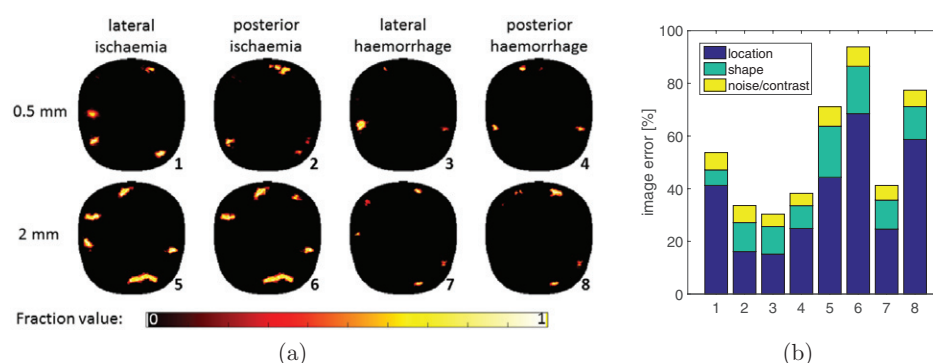 lateral ischaemia
posterior ischaemia
lateral haemorrhage
posterior haemorrhage
0.5 mm
1
2
3
4
2 mm
5
6
7
8
Fraction value:
0
1
(a)
image error [%]
100
80
60
40
20
0
location
shape
noise/contrast
1 2 3 4 5 6 7 8
(b)